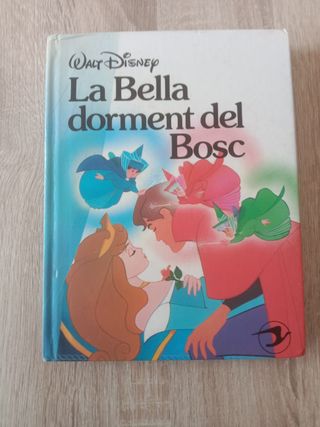 WALT DISNEY
La Bella
dorment del
Bosc